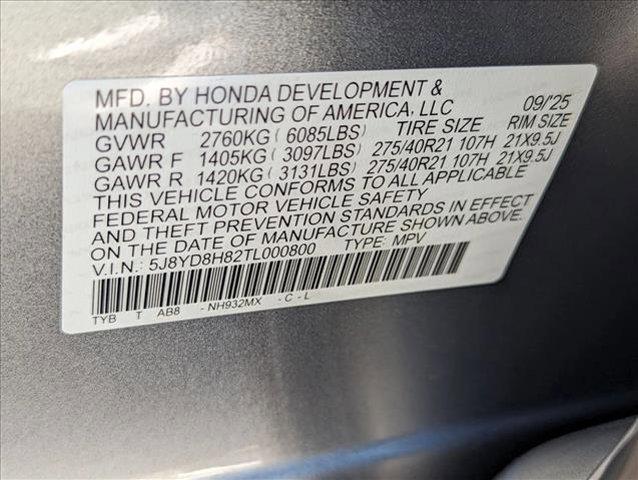 MFD. BY HONDA DEVELOPMENT &
MANUFACTURING OF AMERICA, LLC 09/'25
GVWR 2760KG ( 6085LBS) TIRE SIZE RIM SIZE
GAWR F 1405KG ( 3097LBS) 275/40R21 107H 21X9.5J
GAWR R 1420KG ( 3131LBS) 275/40R21 107H 21X9.5J
THIS VEHICLE CONFORMS TO ALL APPLICABLE
FEDERAL MOTOR VEHICLE SAFETY
AND THEFT PREVENTION STANDARDS IN EFFECT
ON THE DATE OF MANUFACTURE SHOWN ABOVE.
V.I.N.: 5J8YD8H82TL000800 TYPE: MPV
TYB T AB8 - NH932MX - C - L